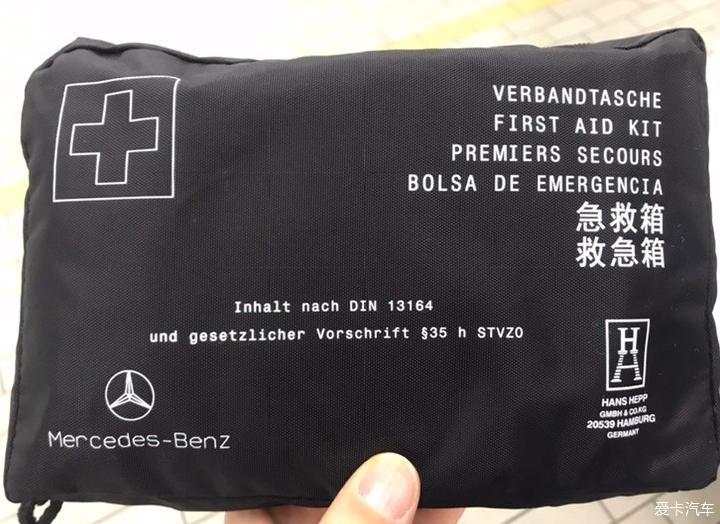 VERBANDTASCHE
FIRST AID KIT
PREMIERS SECOURS
BOLSA DE EMERGENCIA
急救箱
救急箱
Inhalt nach DIN 13164
und gesetzlicher Vorschrift §35 h STVZO
Mercedes-Benz
HA
HANS HEPP
GMBH & CO.KG
20539 HAMBURG
GERMANY
爱卡汽车